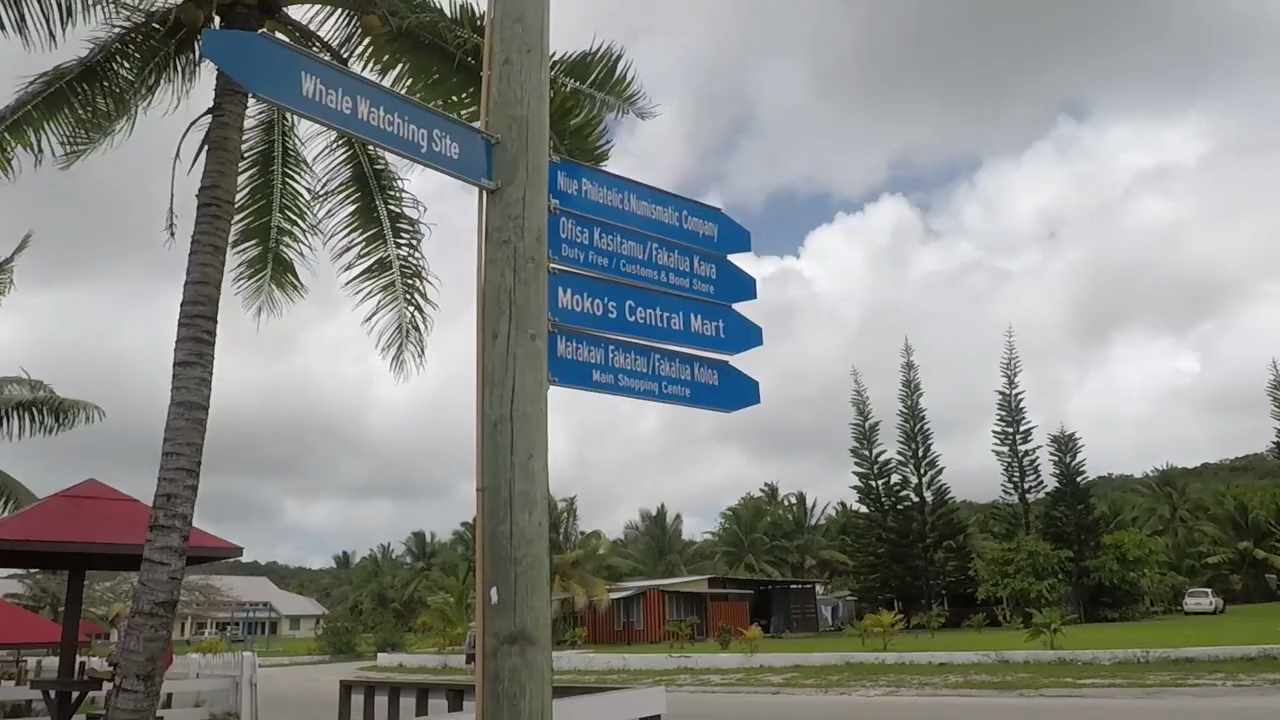 Whale Watching Site
Niue Philatelic & Numismatic Company
Ofisa Kasitamu/Fakafua Kava
Duty Free / Customs & Bond Store
Moko's Central Mart
Matakavi Fakatau/Fakafua Koloa
Main Shopping Centre